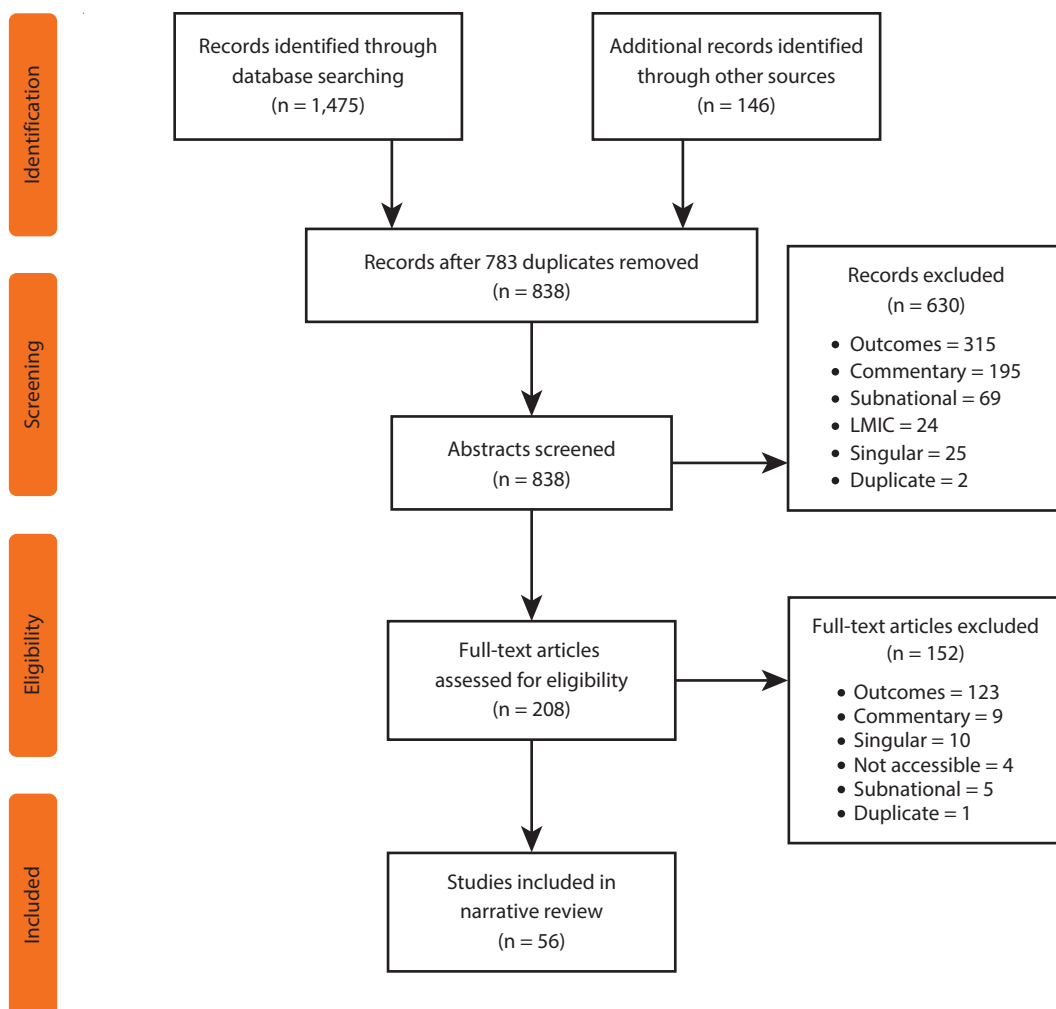 Identification
Records identified through
database searching
(n = 1,475)
Additional records identified
through other sources
(n = 146)
Records after 783 duplicates removed
(n = 838)
Screening
Abstracts screened
(n = 838)
Records excluded
(n = 630)
• Outcomes = 315
• Commentary = 195
• Subnational = 69
• LMIC = 24
• Singular = 25
• Duplicate = 2
Eligibility
Full-text articles
assessed for eligibility
(n = 208)
Full-text articles excluded
(n = 152)
• Outcomes = 123
• Commentary = 9
• Singular = 10
• Not accessible = 4
• Subnational = 5
• Duplicate = 1
Included
Studies included in
narrative review
(n = 56)